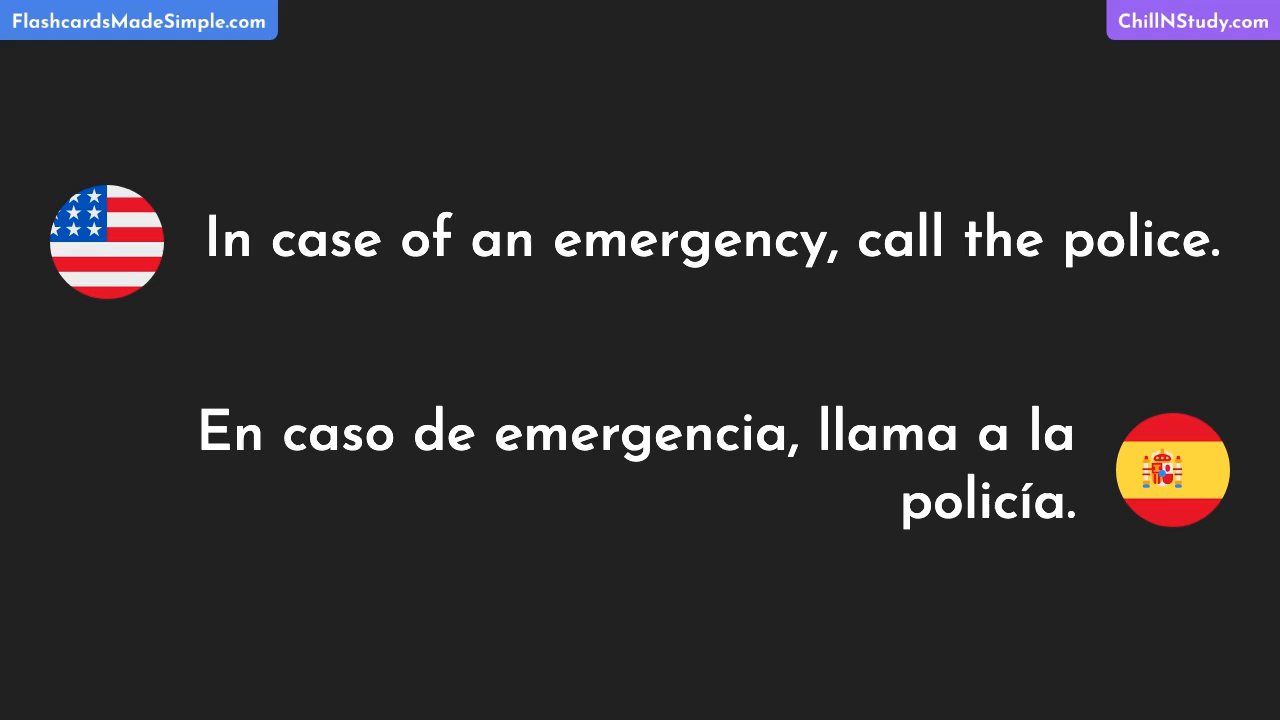 FlashcardsMadeSimple.com
ChillNStudy.com
In case of an emergency, call the police.
En caso de emergencia, llama a la
policía.